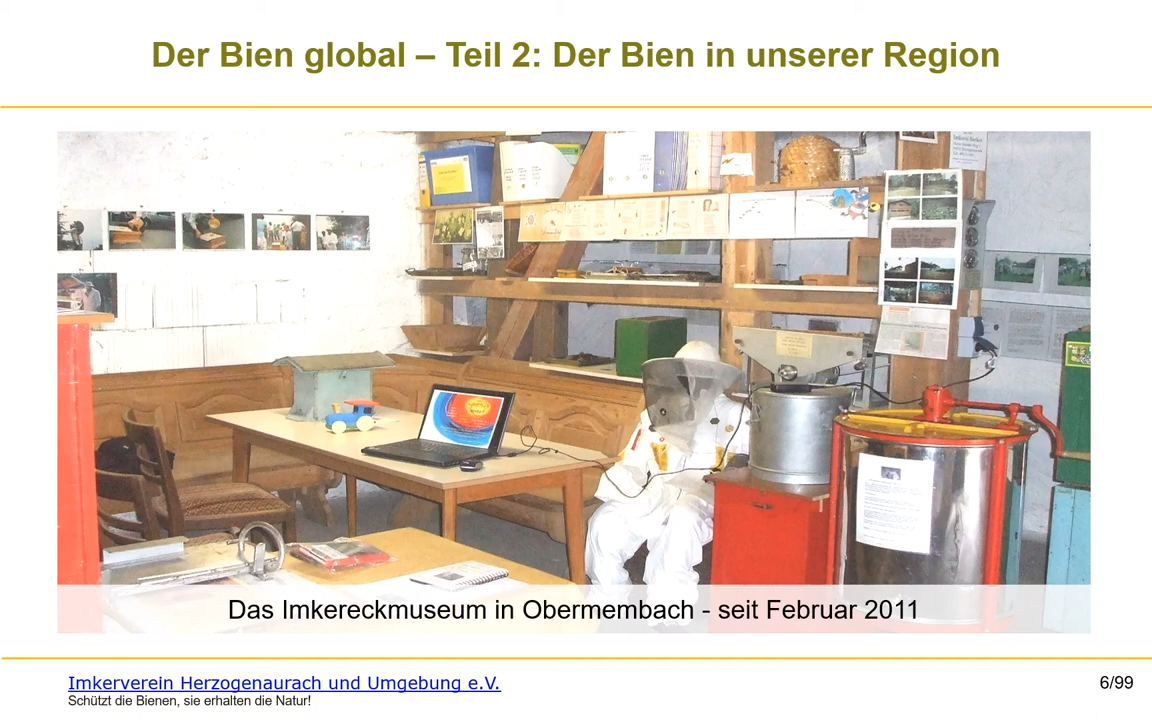 Der Bien global – Teil 2: Der Bien in unserer Region
Das Imkereckmuseum in Obermembach - seit Februar 2011
Imkerverein Herzogenaurach und Umgebung e.V.
Schützt die Bienen, sie erhalten die Natur!
6/99